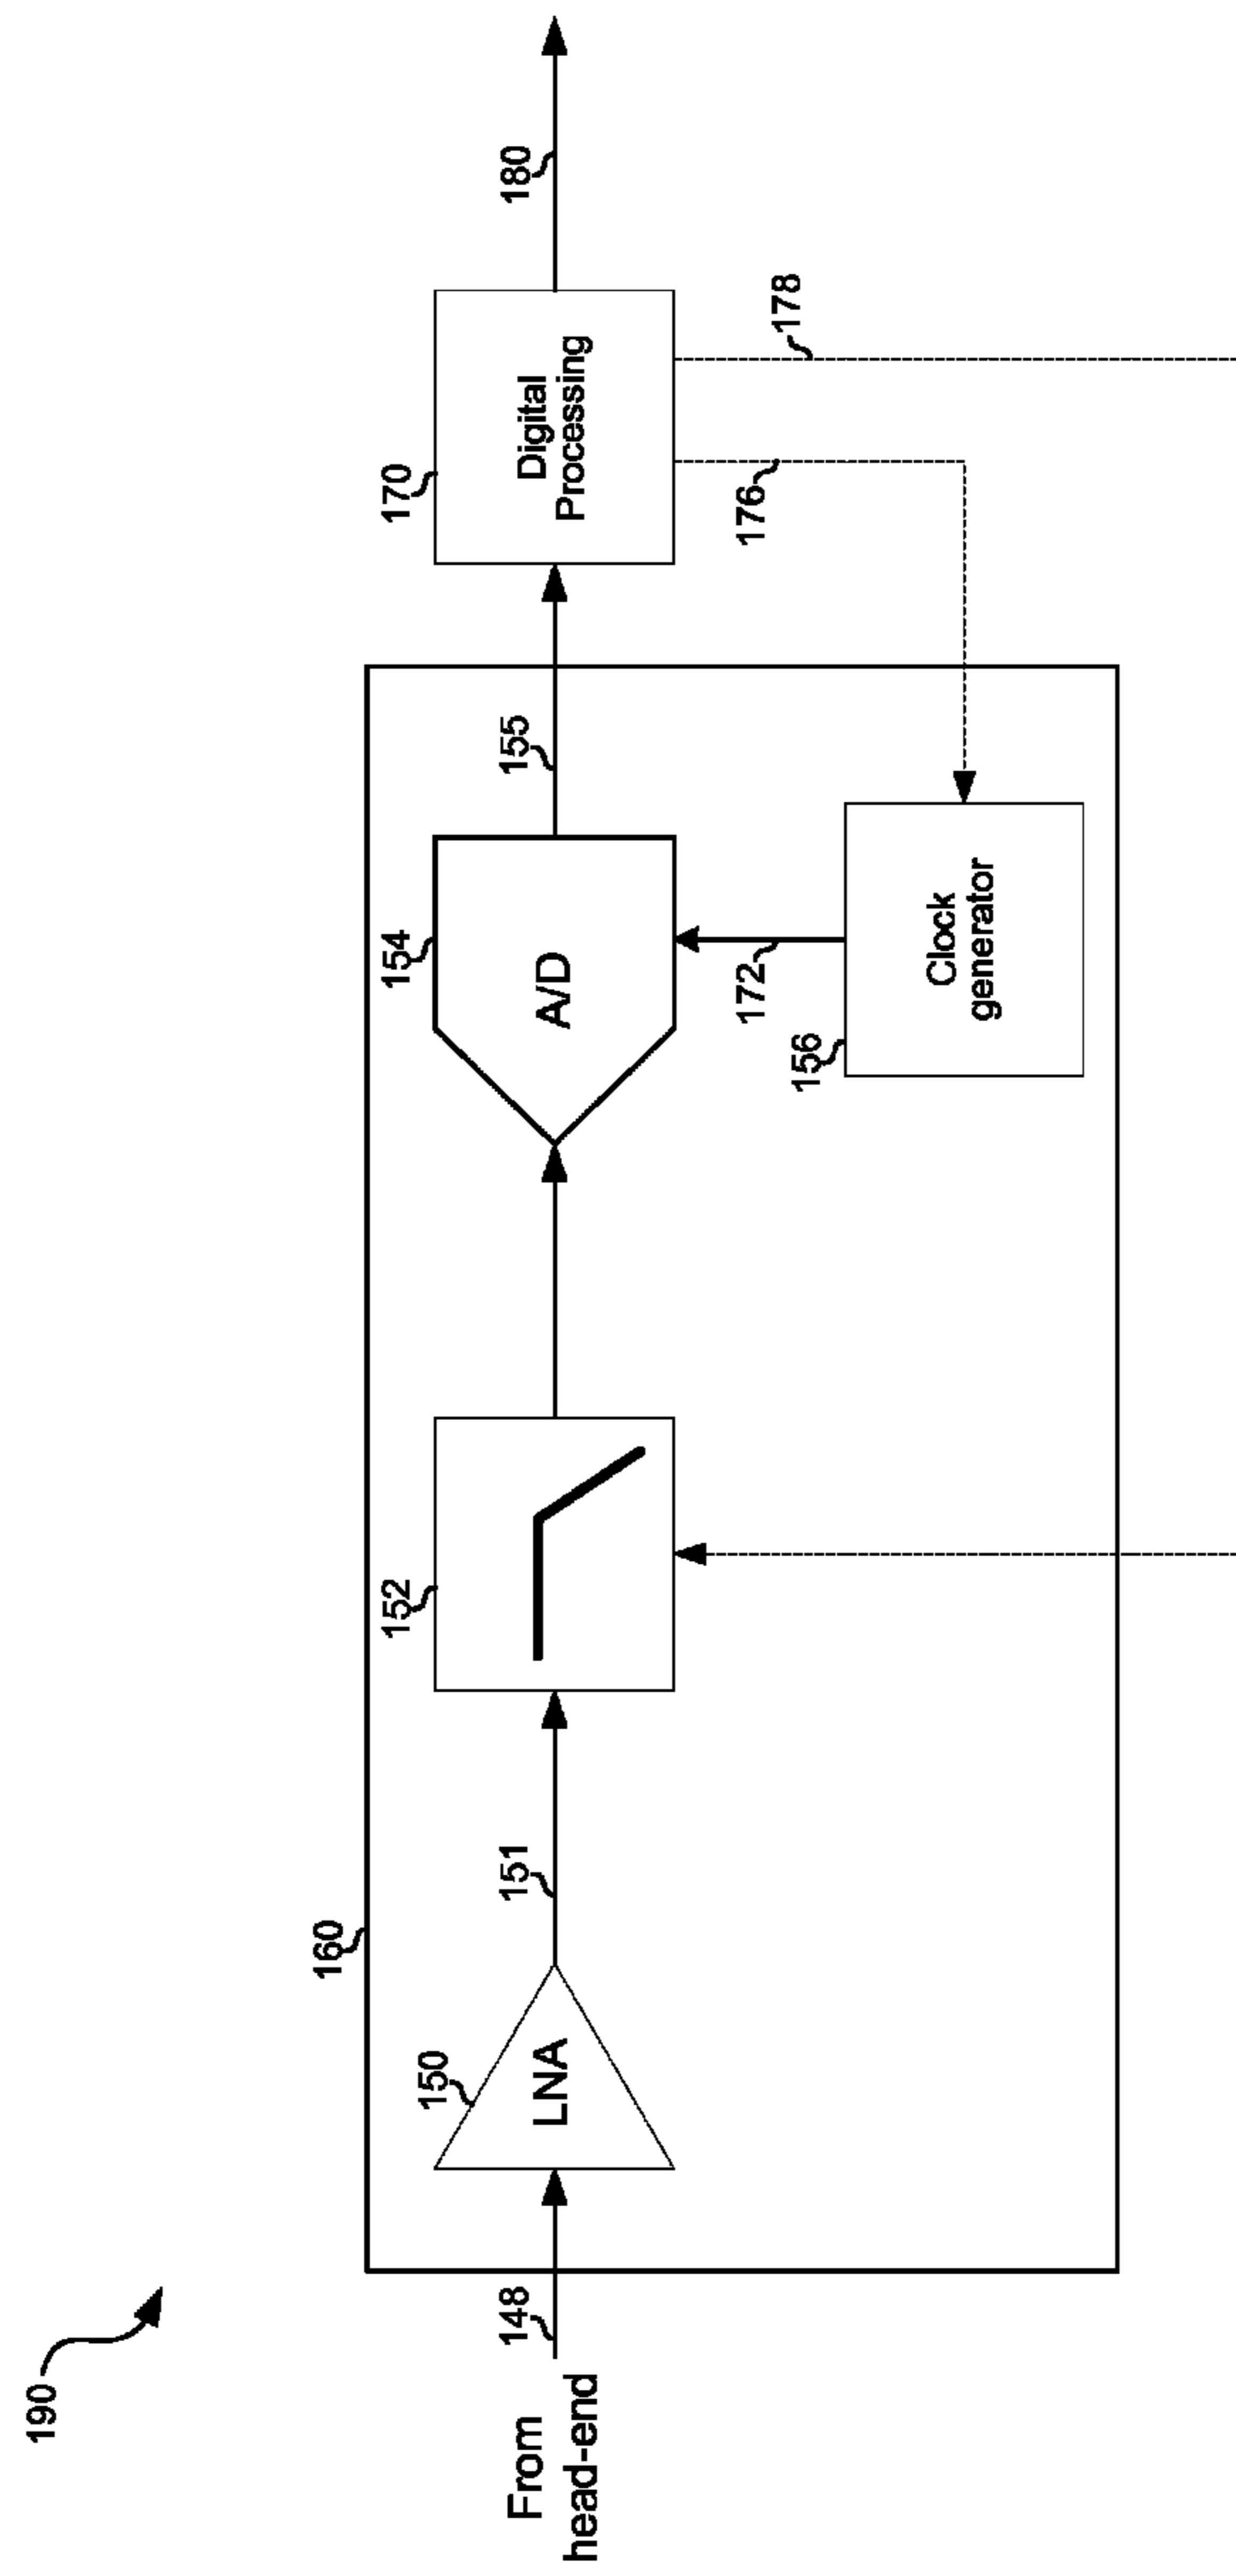 190
From
head-end
148
160
150
LNA
151
152
154
A/D
155
172
156
Clock
generator
170
Digital
Processing
176
178
180